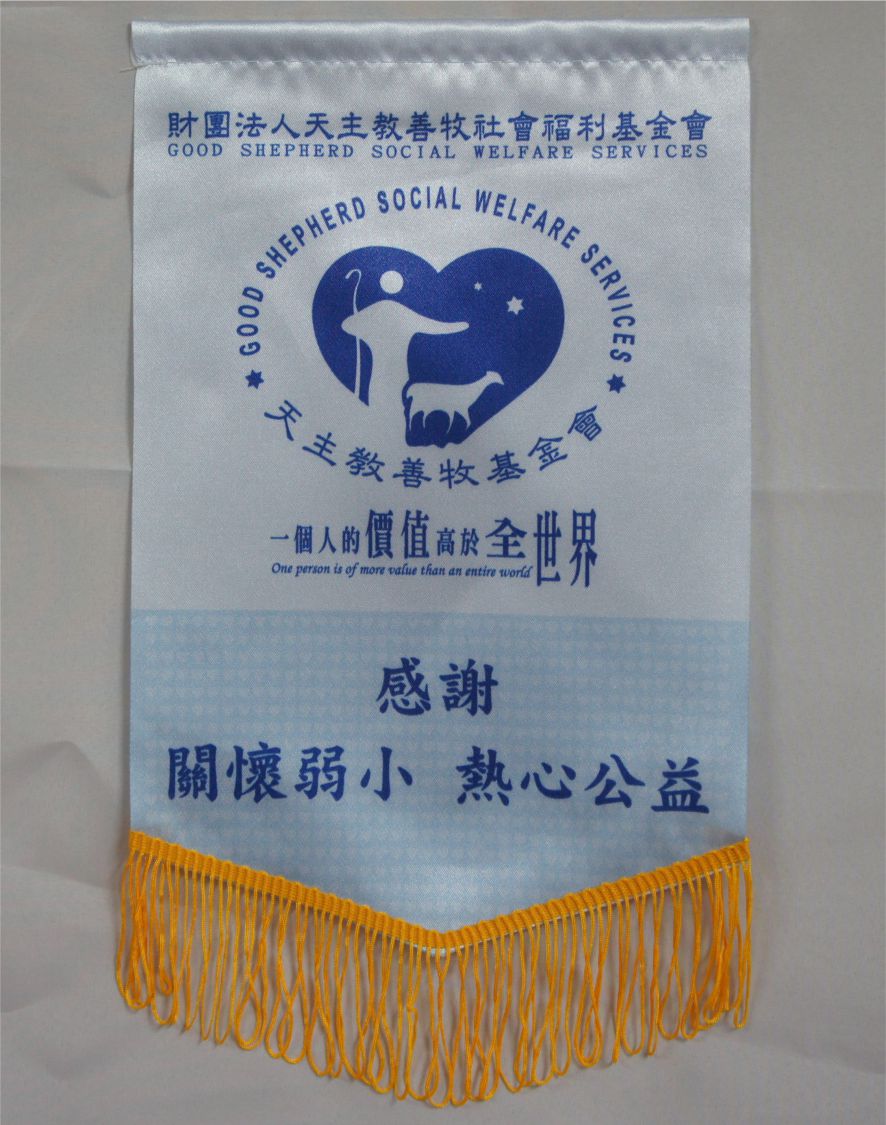 財團法人天主教善牧社會福利基金會
GOOD SHEPHERD SOCIAL WELFARE SERVICES
GOOD SHEPHERD SOCIAL WELFARE SERVICES
天主教善牧基金會
一個人的價值高於全世界
One person is of more value than an entire world
感謝
關懷弱小 熱心公益